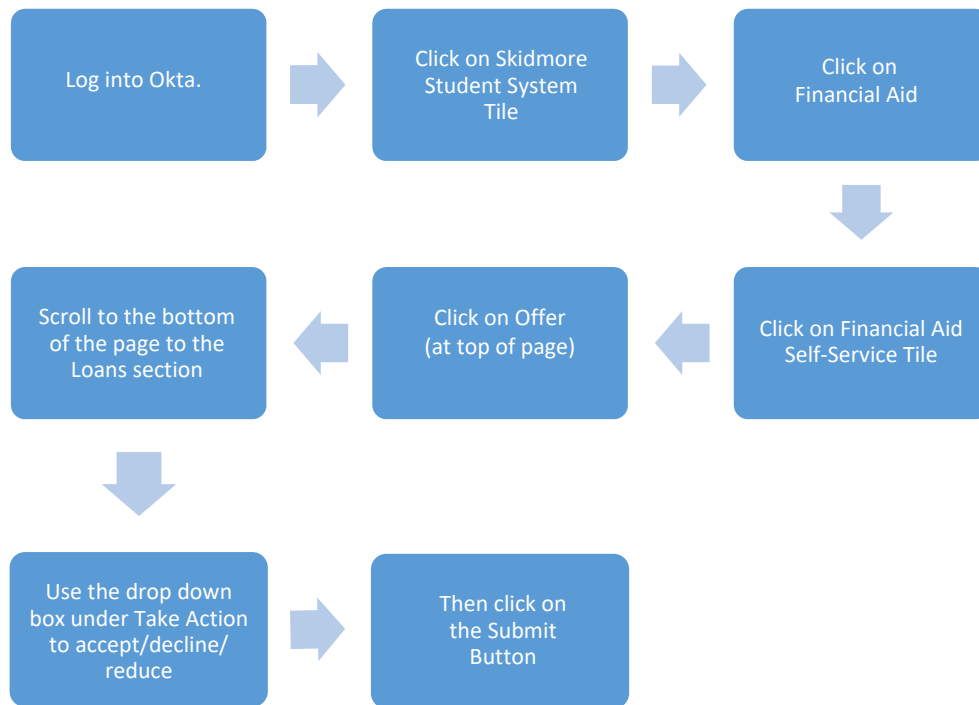 Log into Okta.
Click on Skidmore
Student System
Tile
Click on
Financial Aid
Click on Financial Aid
Self-Service Tile
Click on Offer
(at top of page)
Scroll to the bottom
of the page to the
Loans section
Use the drop down
box under Take Action
to accept/decline/
reduce
Then click on
the Submit
Button